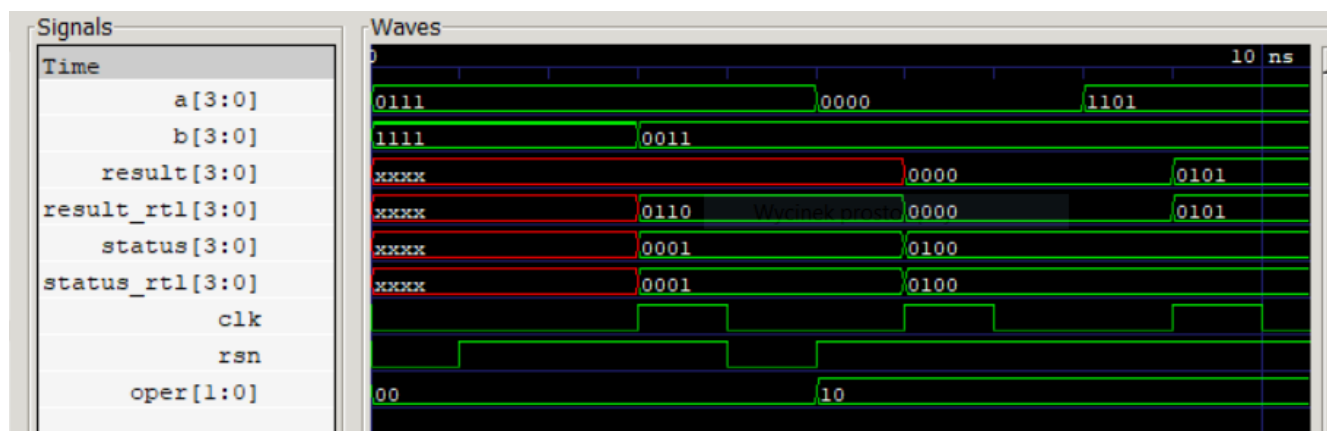 Signals
Waves
Time
0 10 ns
a[3:0] 0111 0000 1101
b[3:0] 1111 0011
result[3:0] xxxx 0000 0101
result_rtl[3:0] xxxx 0110 Wycinek prosto 0000 0101
status[3:0] xxxx 0001 0100
status_rtl[3:0] xxxx 0001 0100
clk
rsn
oper[1:0] 00 10